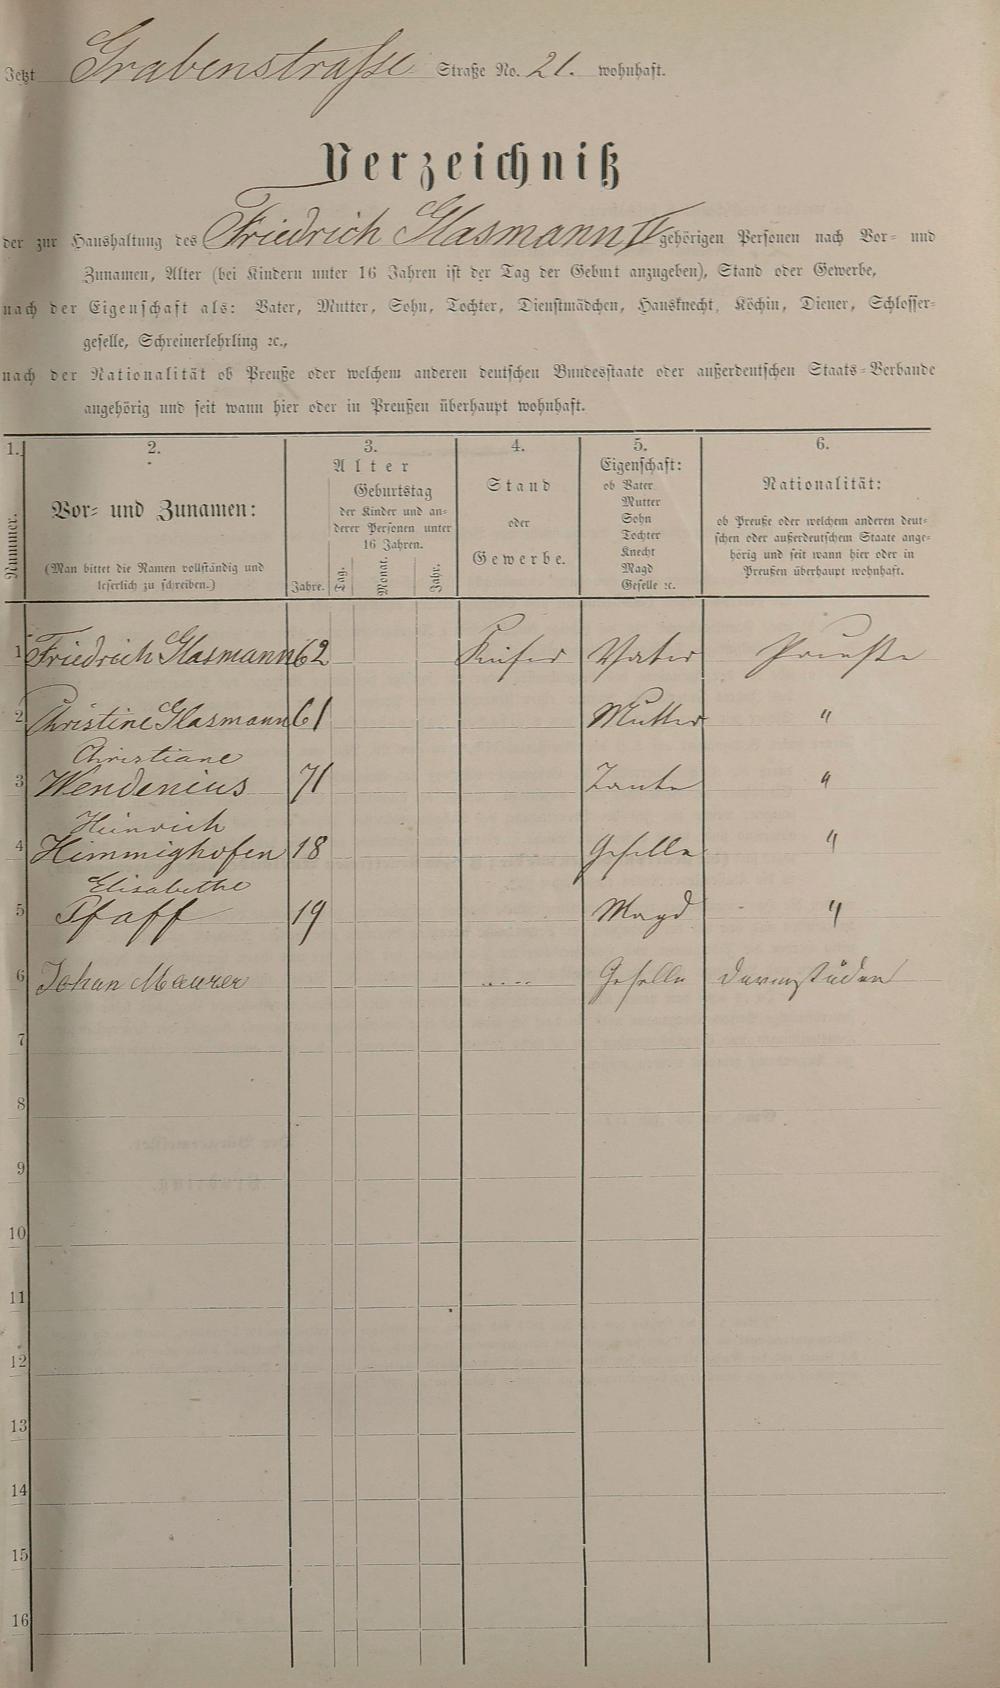 Jetzt Grabenstraße Straße No. 21. wohnhaft.
Verzeichniß
der zur Haushaltung des Friedrich Glasmann II gehörigen Personen nach Vor- und
Zunamen, Alter (bei Kindern unter 16 Jahren ist der Tag der Geburt anzugeben), Stand oder Gewerbe,
nach der Eigenschaft als: Vater, Mutter, Sohn, Tochter, Dienstmädchen, Hausknecht, Köchin, Diener, Schlosser-
geselle, Schreinerlehrling ꝛc.,
nach der Nationalität ob Preuße oder welchem anderen deutschen Bundesstaate oder außerdeutschen Staats-Verbande
angehörig und seit wann hier oder in Preußen überhaupt wohnhaft.
1. 2. 3. 4. 5. 6.
Nummer.
Vor- und Zunamen:
(Man bittet die Namen vollständig und
leserlich zu schreiben.)
Alter
Geburtstag
der Kinder und an-
derer Personen unter
16 Jahren.
Jahre. Tag. Monat. Jahr.
Stand
oder
Gewerbe.
Eigenschaft:
ob Vater
Mutter
Sohn
Tochter
Knecht
Magd
Geselle ꝛc.
Nationalität:
ob Preuße oder welchem anderen deut-
schen oder außerdeutschem Staate ange-
hörig und seit wann hier oder in
Preußen überhaupt wohnhaft.
1 Friedrich Glasmann 62 Küfer Vater Preuße
2 Christine Glasmann 61 Mutter "
Christiane
3 Wendenius 71 Tante "
Heinrich
4 Himmighofen 18 Geselle "
Elisabethe
5 Pfaff 19 Magd "
6 Johan Maurer Geselle
7
8
9
10
11
12
13
14
15
16